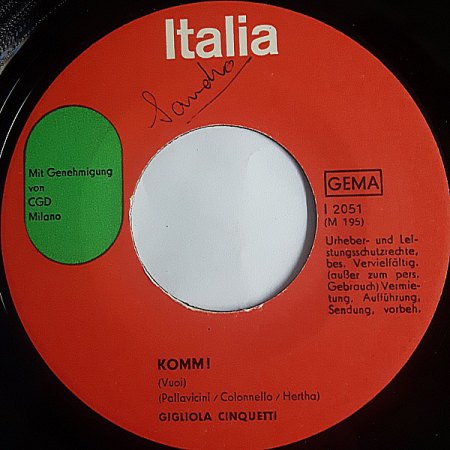 Italia
Sandro
Mit Genehmigung
von
CGD
Milano
GEMA
I 2051
(M 195)
Urheber- und Lei-
stungsschutzrechte,
bes. Vervielfältig.
(außer zum pers.
Gebrauch) Vermie-
tung, Aufführung,
Sendung, vorbeh.
KOMM!
(Vuoi)
(Pallavicini / Colonnello / Hertha)
GIGLIOLA CINQUETTI